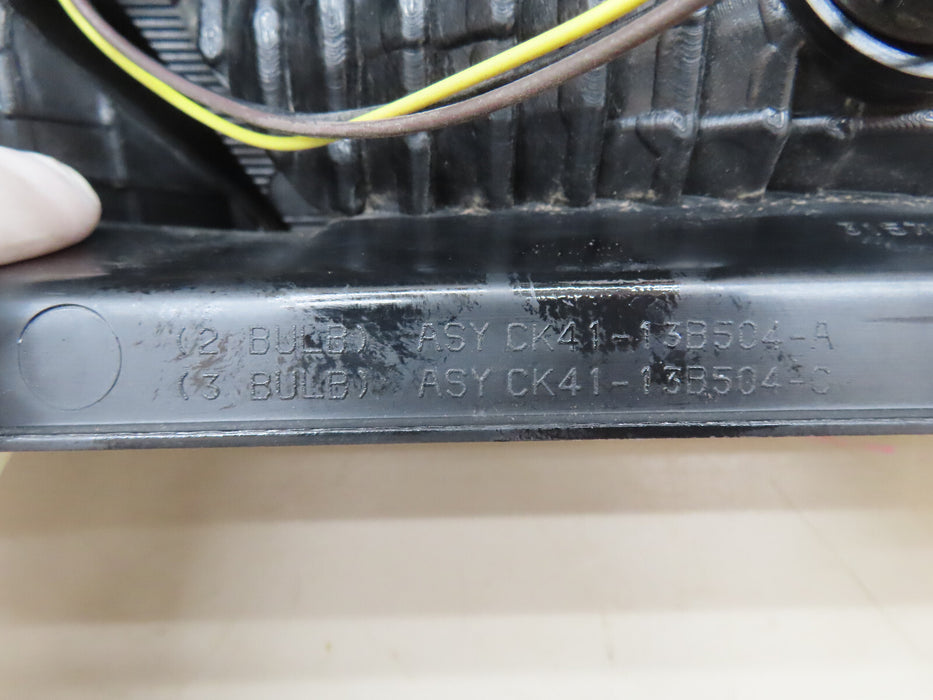 (2 BULB) ASY CK41-13B504-A
(3 BULB) ASY CK41-13B504-C